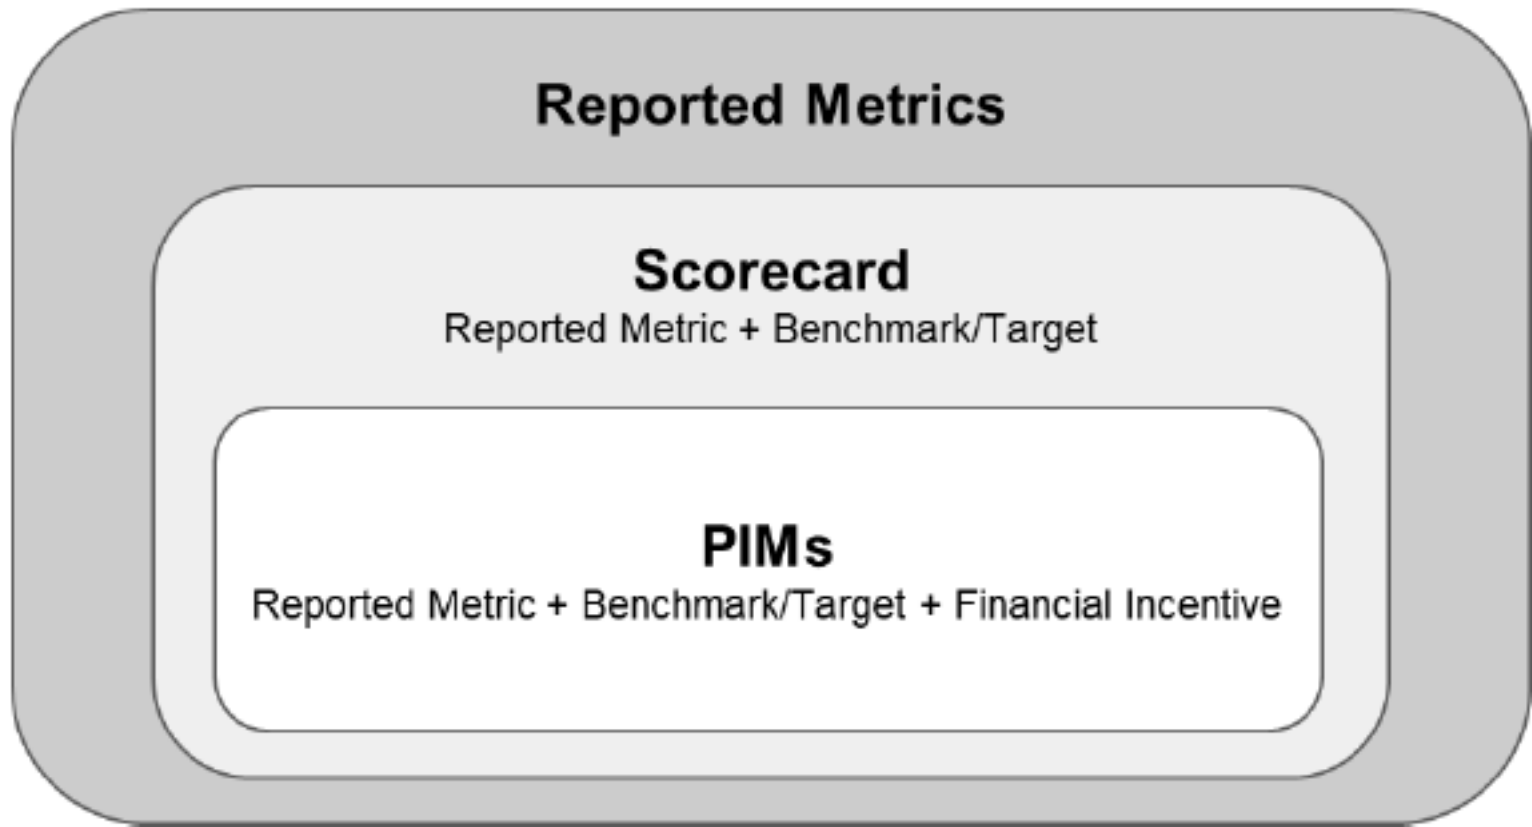 Reported Metrics
Scorecard
Reported Metric + Benchmark/Target
PIMs
Reported Metric + Benchmark/Target + Financial Incentive